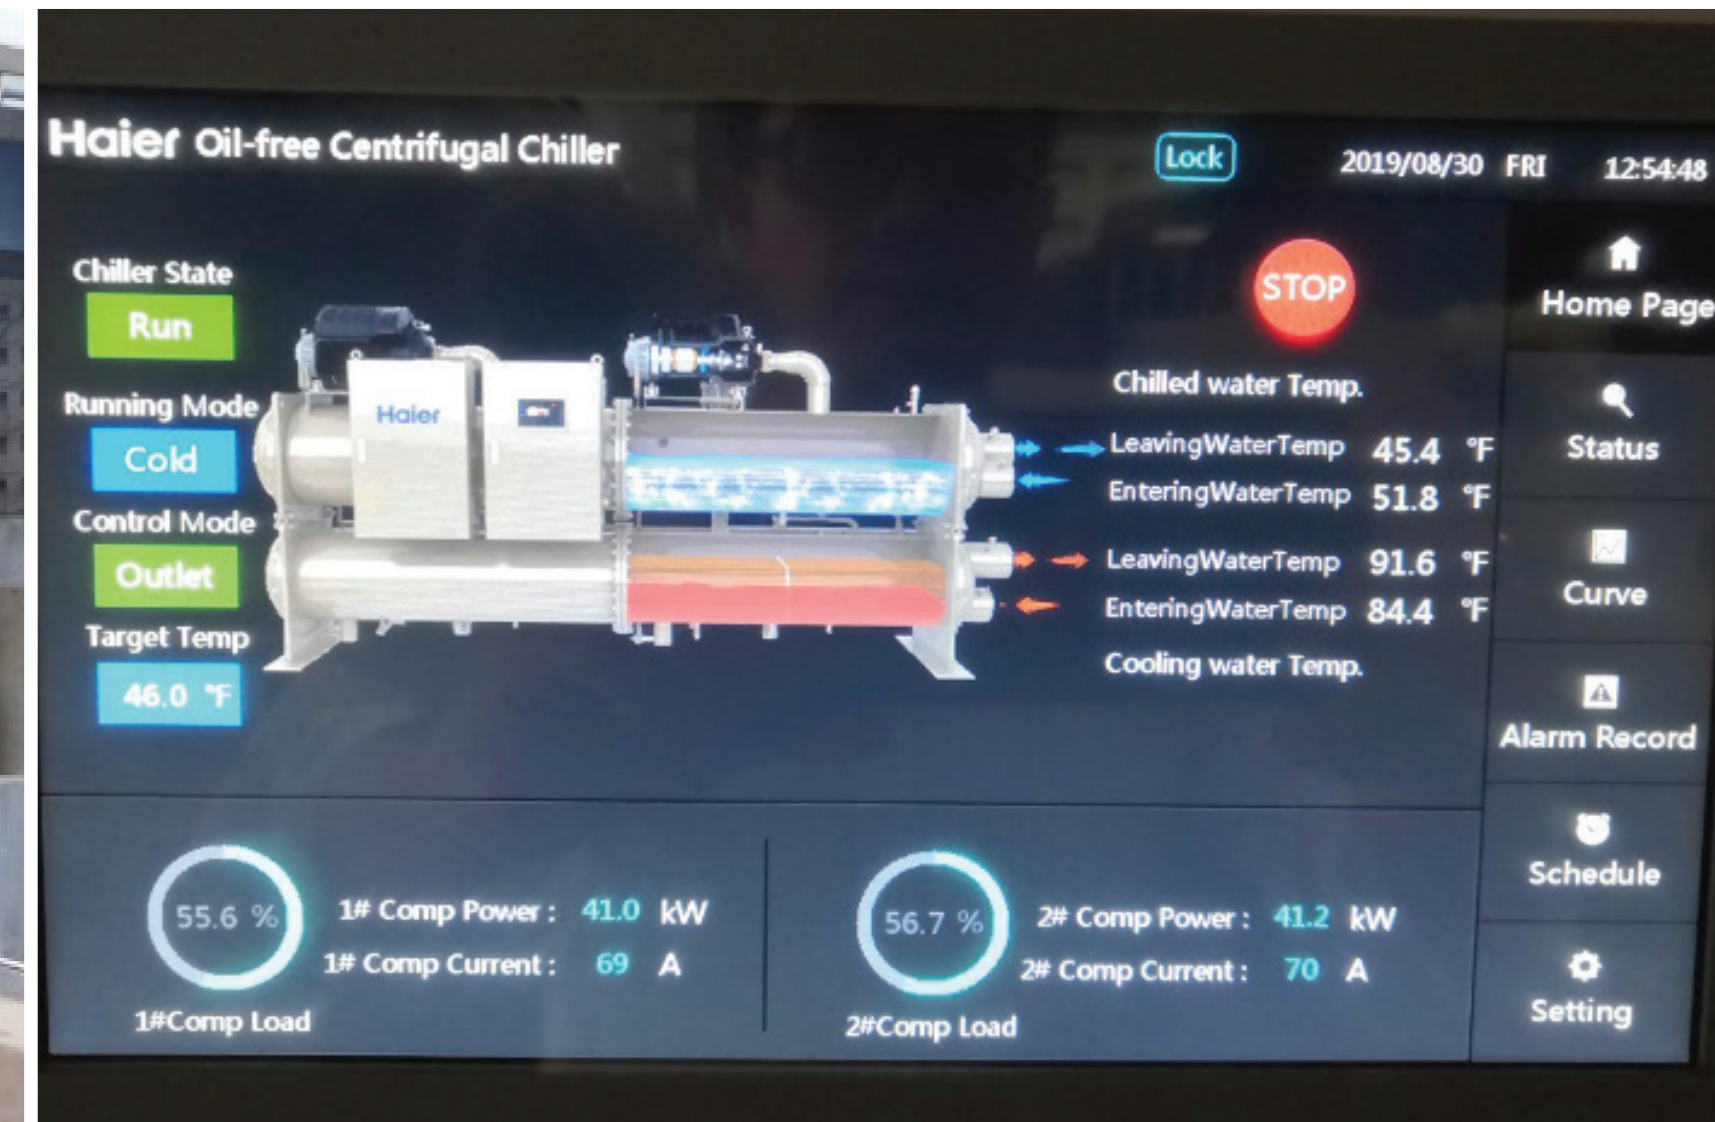 Haier Oil-free Centrifugal Chiller
Lock
2019/08/30 FRI 12:54:48
Chiller State
Run
Running Mode
Cold
Control Mode
Outlet
Target Temp
46.0 °F
Haier
STOP
Chilled water Temp.
LeavingWaterTemp 45.4 °F
EnteringWaterTemp 51.8 °F
LeavingWaterTemp 91.6 °F
EnteringWaterTemp 84.4 °F
Cooling water Temp.
Home Page
Status
Curve
Alarm Record
Schedule
Setting
55.6 %
1# Comp Power : 41.0 kW
1# Comp Current : 69 A
1#Comp Load
56.7 %
2# Comp Power : 41.2 kW
2# Comp Current : 70 A
2#Comp Load